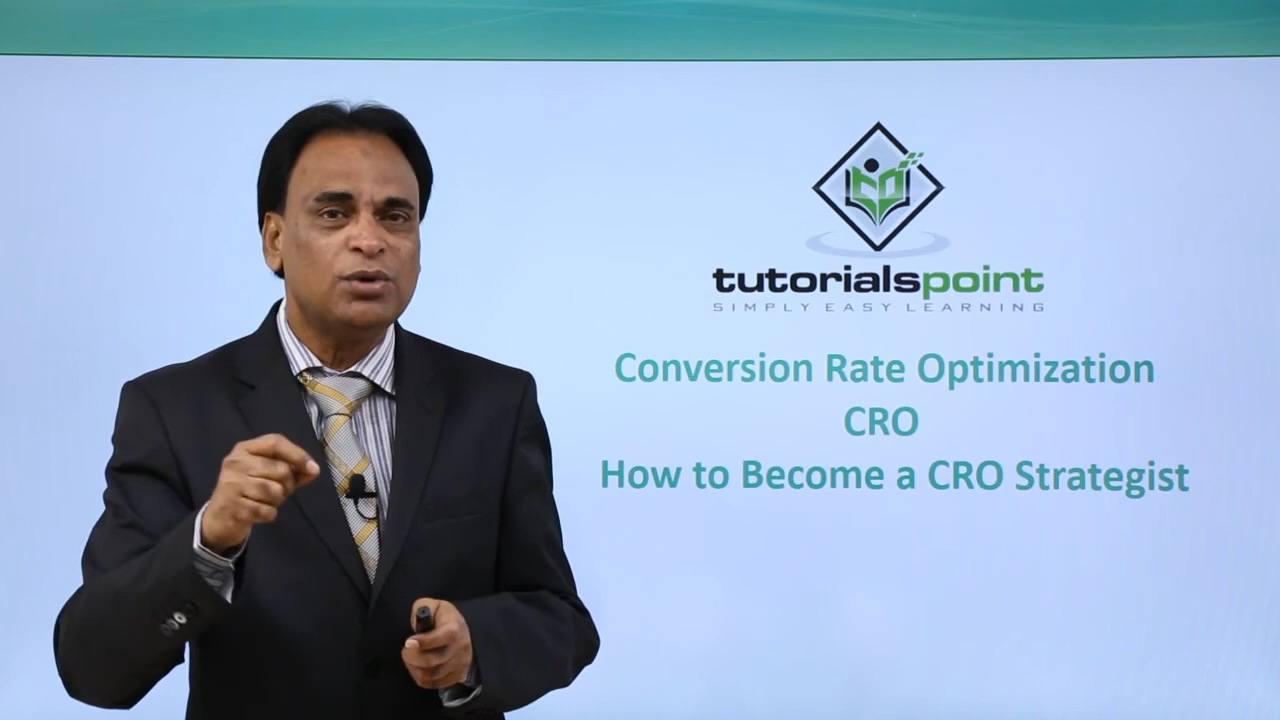 tutorialspoint
SIMPLY EASY LEARNING
Conversion Rate Optimization
CRO
How to Become a CRO Strategist